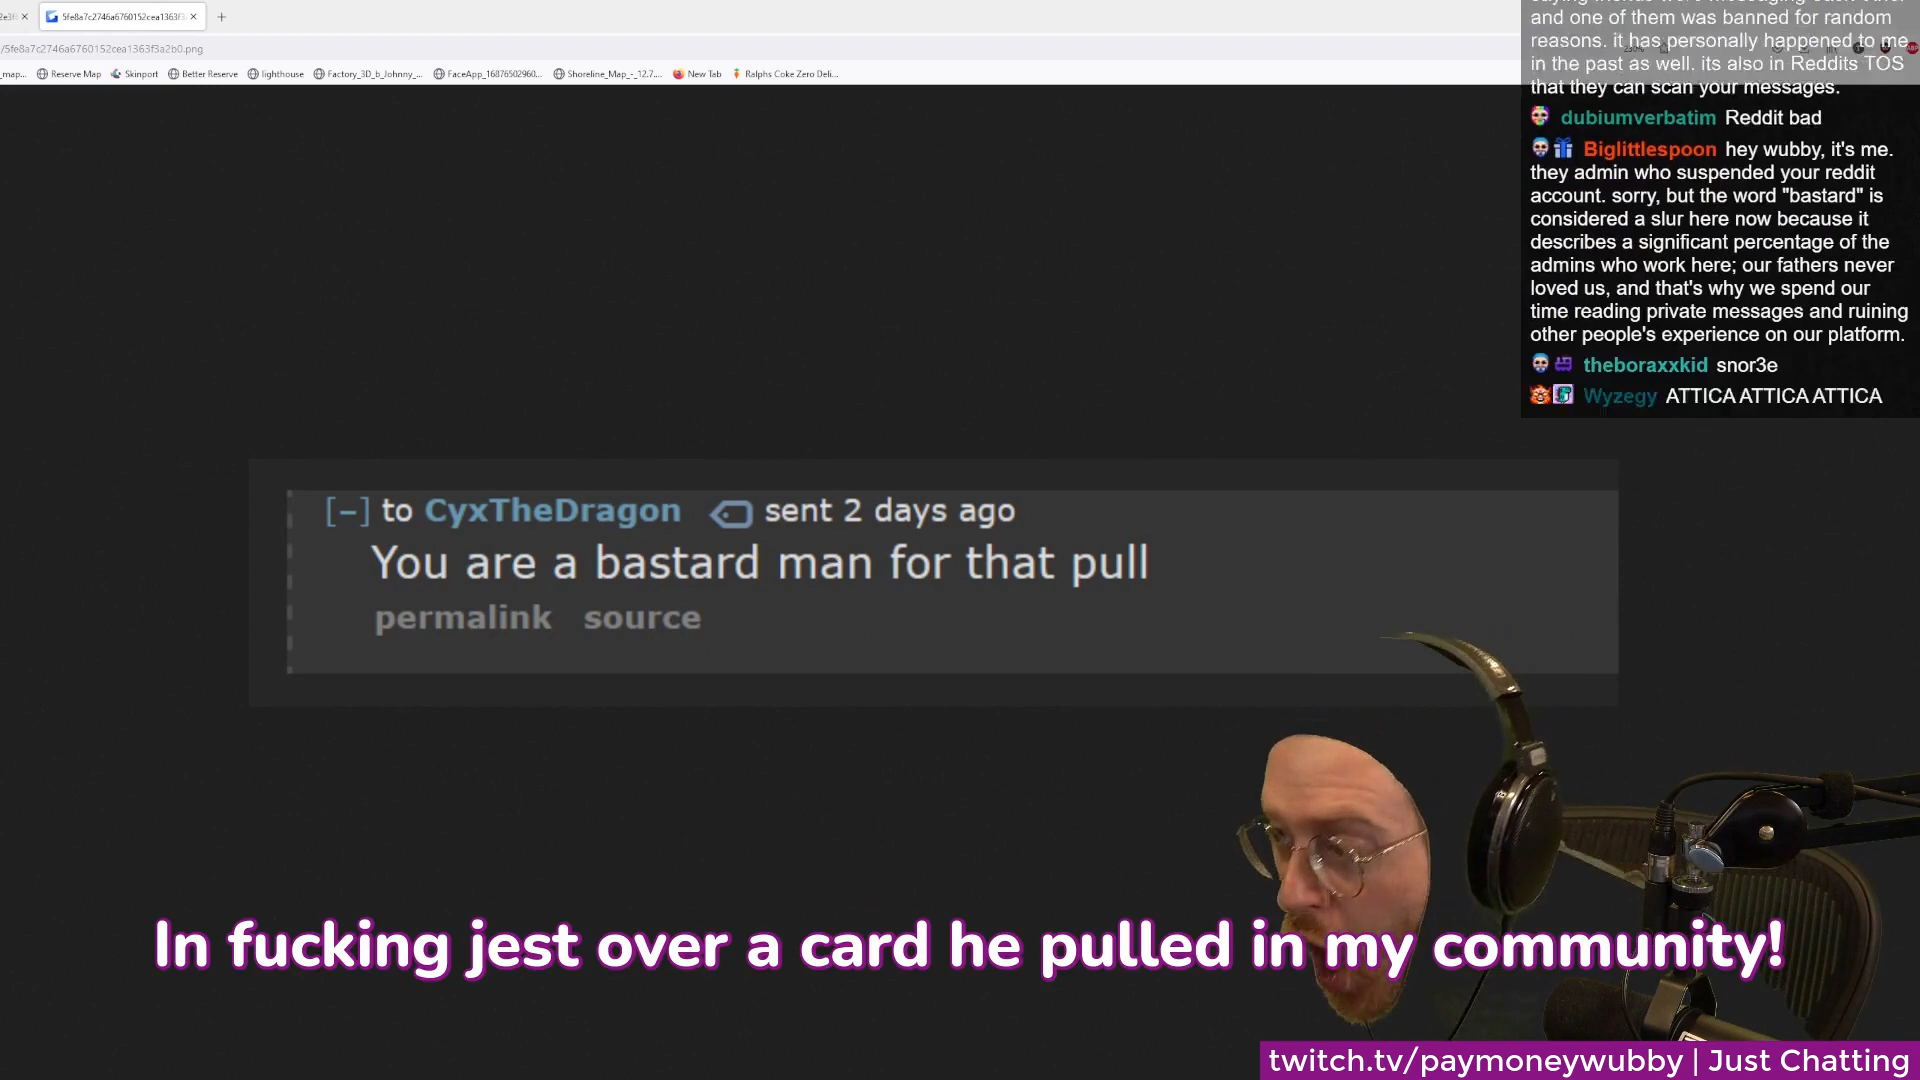 5fe8a7c2746a6760152cea1363f3a
/5fe8a7c2746a6760152cea1363f3a2b0.png
_map... Reserve Map Skinport Better Reserve lighthouse Factory_3D_b_Johnny_... FaceApp_16876502960... Shoreline_Map_-_12.7.... New Tab Ralphs Coke Zero Deli...
and one of them was banned for random
reasons. it has personally happened to me
in the past as well. its also in Reddits TOS
that they can scan your messages.
dubiumverbatim Reddit bad
Biglittlespoon hey wubby, it's me.
they admin who suspended your reddit
account. sorry, but the word "bastard" is
considered a slur here now because it
describes a significant percentage of the
admins who work here; our fathers never
loved us, and that's why we spend our
time reading private messages and ruining
other people's experience on our platform.
theboraxxkid snor3e
Wyzegy ATTICA ATTICA ATTICA
[–] to CyxTheDragon sent 2 days ago
You are a bastard man for that pull
permalink source
In fucking jest over a card he pulled in my community!
twitch.tv/paymoneywubby | Just Chatting